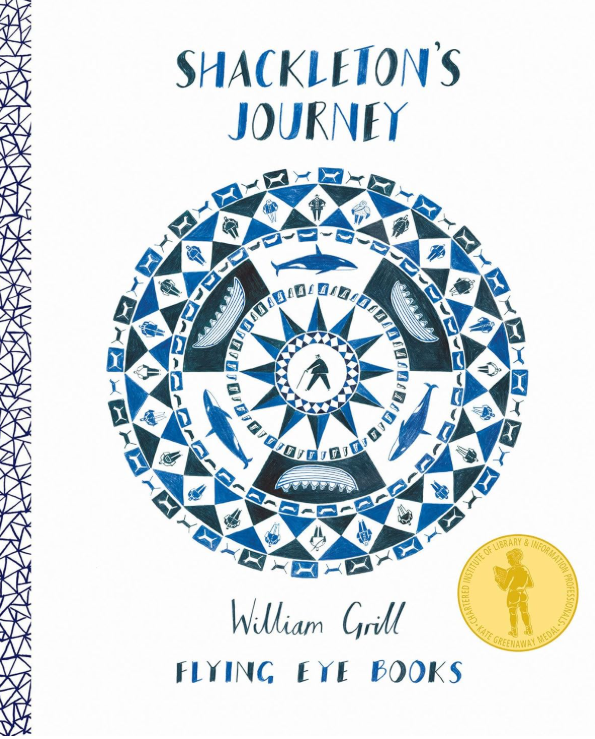 SHACKLETON'S
JOURNEY
William Grill
FLYING EYE BOOKS
CHARTERED INSTITUTE OF LIBRARY & INFORMATION PROFESSIONALS
KATE GREENAWAY MEDAL